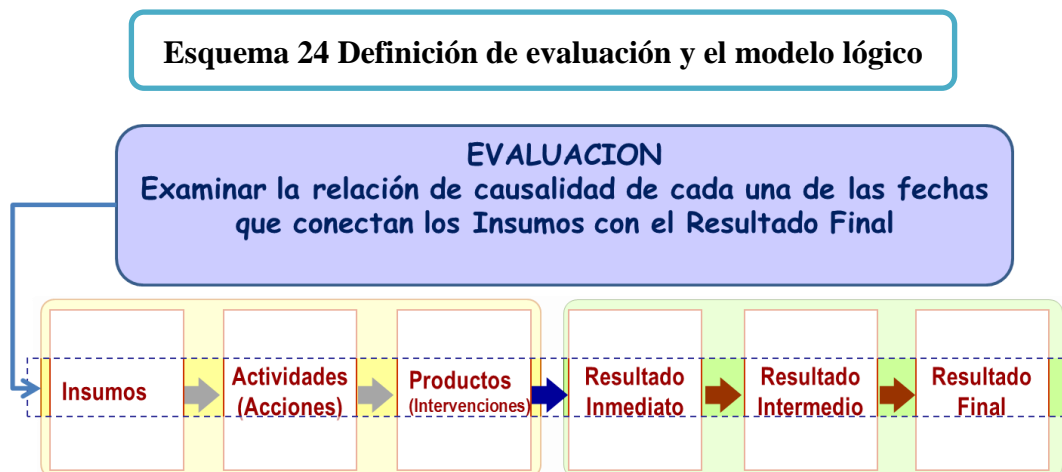 Esquema 24 Definición de evaluación y el modelo lógico
EVALUACION
Examinar la relación de causalidad de cada una de las fechas
que conectan los Insumos con el Resultado Final
Insumos
Actividades
(Acciones)
Productos
(Intervenciones)
Resultado
Inmediato
Resultado
Intermedio
Resultado
Final